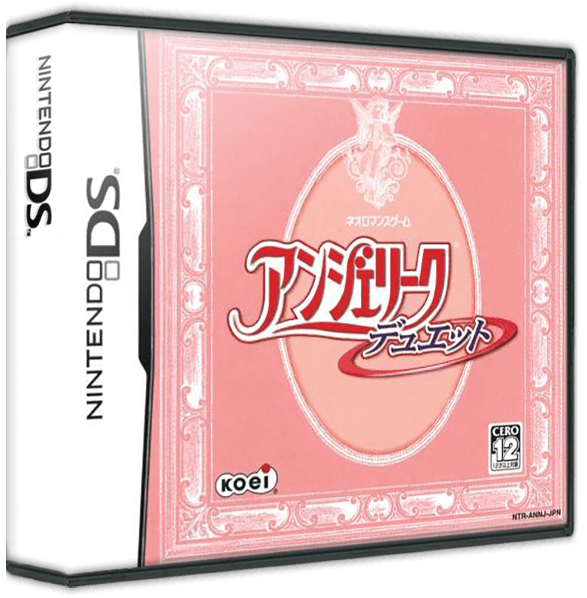 NINTENDO DS™
NINTENDO DS®
ネオロマンスゲーム
アンジェリーク
デュエット
KOEI®
CERO
12
12才以上対象
NTR-ANNJ-JPN